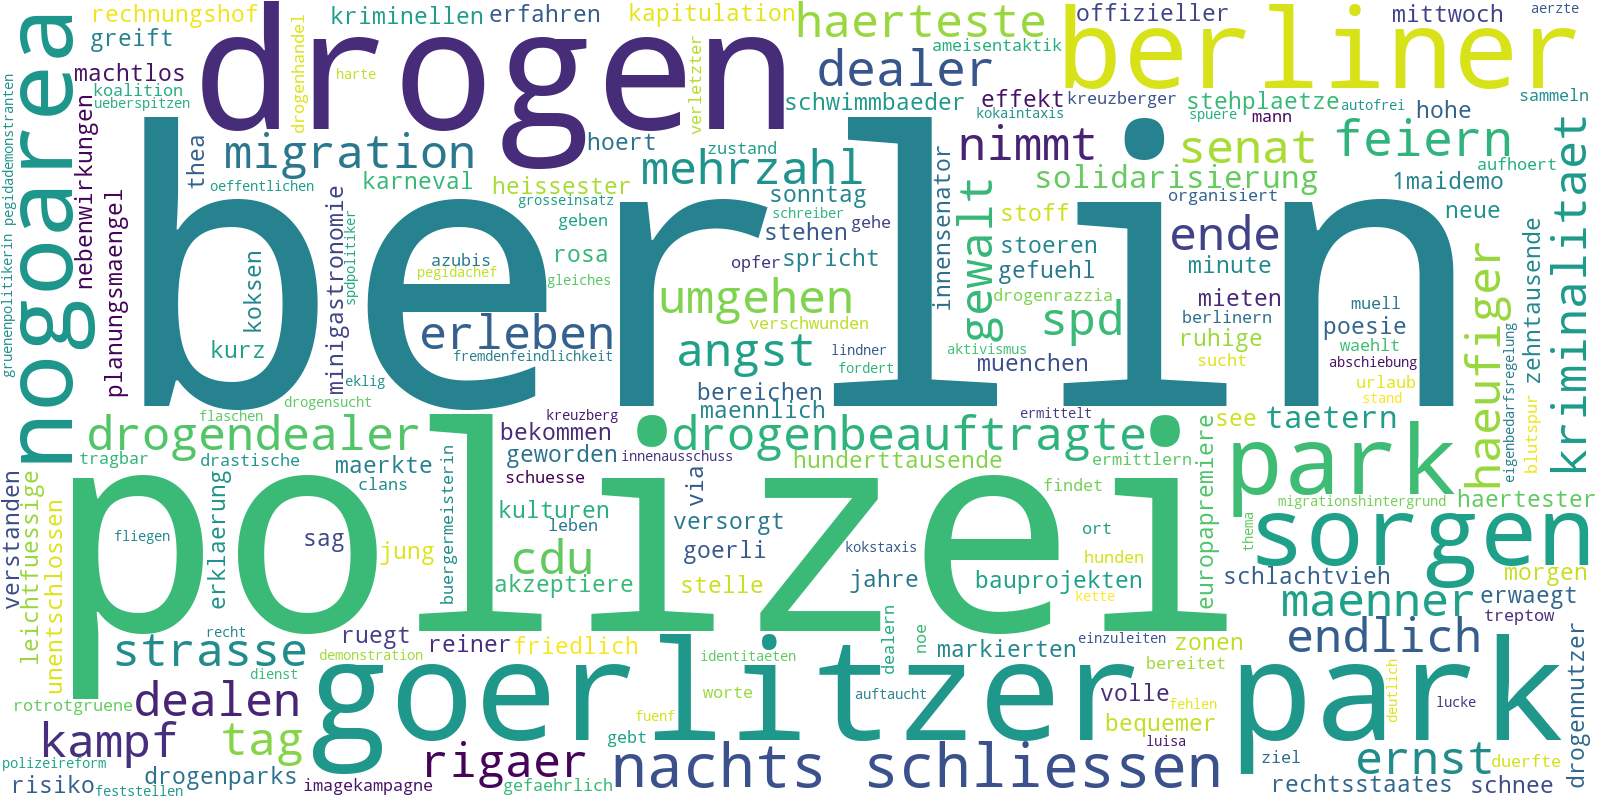 rechnungshof
kriminellen
erfahren
kapitulation
haerteste
offizieller
mittwoch
aerzte
greift
drogen
berliner
nogoarea
drogenhandel
harte
verletzter
ameisentaktik
dealer
machtlos
koalition
ueberspitzen
schwimmbaeder
effekt
kreuzberger
kokaintaxis
stehplaetze
spuere
mann
autofrei
hohe
sammeln
gruenenpolitikerin pegidademonstranten
nebenwirkungen
thea
migration
hoert
zustand
mehrzahl
nimmt
senat
feiern
aufhoert
kriminalitaet
oeffentlichen
karneval
heissester
grosseinsatz
sonntag
schreiber
gehe
innensenator
solidarisierung
organisiert
1maidemo
neue
planungsmaengel
minigastronomie
spdpolitiker
geben
rosa
stehen
opfer
spricht
gewalt
stoff
stoeren
gefuehl
ende
minute
zehntausende
berlin
koksen
azubis
pegidachef
gleiches
umgehen
drogenrazzia
mieten
berlinern
muell
poesie
haeufiger
kurz
erleben
fremdenfeindlichkeit
verschwunden
angst
lindner
fordert
aktivismus
muenchen
spd
ruhige
sucht
waehlt
abschiebung
eigenbedarfsregelung
blutspur
eklig
drogensucht
bereichen
urlaub
stand
flaschen
drogendealer
kreuzberg
maennlich
ermittelt
see
taetern
bekommen
drogenbeauftragte
park
tragbar
drastische
maerkte
clans
buergermeisterin
geworden
innenausschuss
schuesse
hunderttausende
ermittlern
europapremiere
via
findet
migrationshintergrund
haertester
verstanden
leichtfuessige
unentschlossen
erklaerung
polizei
fliegen
sag
jung
kulturen
leben
versorgt
goerli
kokstaxis
ort
thema
sorgen
cdu
akzeptiere
stelle
jahre
hunden
bauprojekten
kette
schlachtvieh
morgen
erwaegt
maenner
treptow
recht
strasse
ruegt
reiner
friedlich
demonstration
dienst
identitaeten
dealern
noe
markierten
einzuleiten
zonen
bereitet
endlich
drogennutzer
rotrotgruene
dealen
goerlitzer park
worte
auftaucht
volle
fehlen
bequemer
deutlich
lucke
kampf
tag
fuenf
gebt
luisa
polizeireform
risiko
feststellen
drogenparks
imagekampagne
rigaer
gefaehrlich
nachts schliessen
ziel
ernst
duerfte
rechtsstaates
schnee